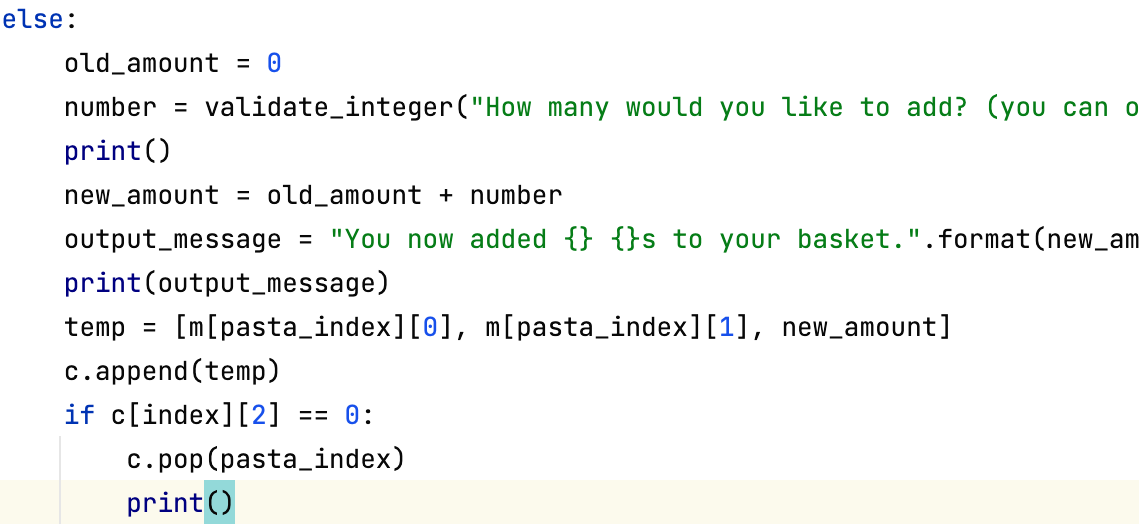 else:
    old_amount = 0
    number = validate_integer("How many would you like to add? (you can o
    print()
    new_amount = old_amount + number
    output_message = "You now added {} {}s to your basket.".format(new_am
    print(output_message)
    temp = [m[pasta_index][0], m[pasta_index][1], new_amount]
    c.append(temp)
    if c[index][2] == 0:
        c.pop(pasta_index)
        print()